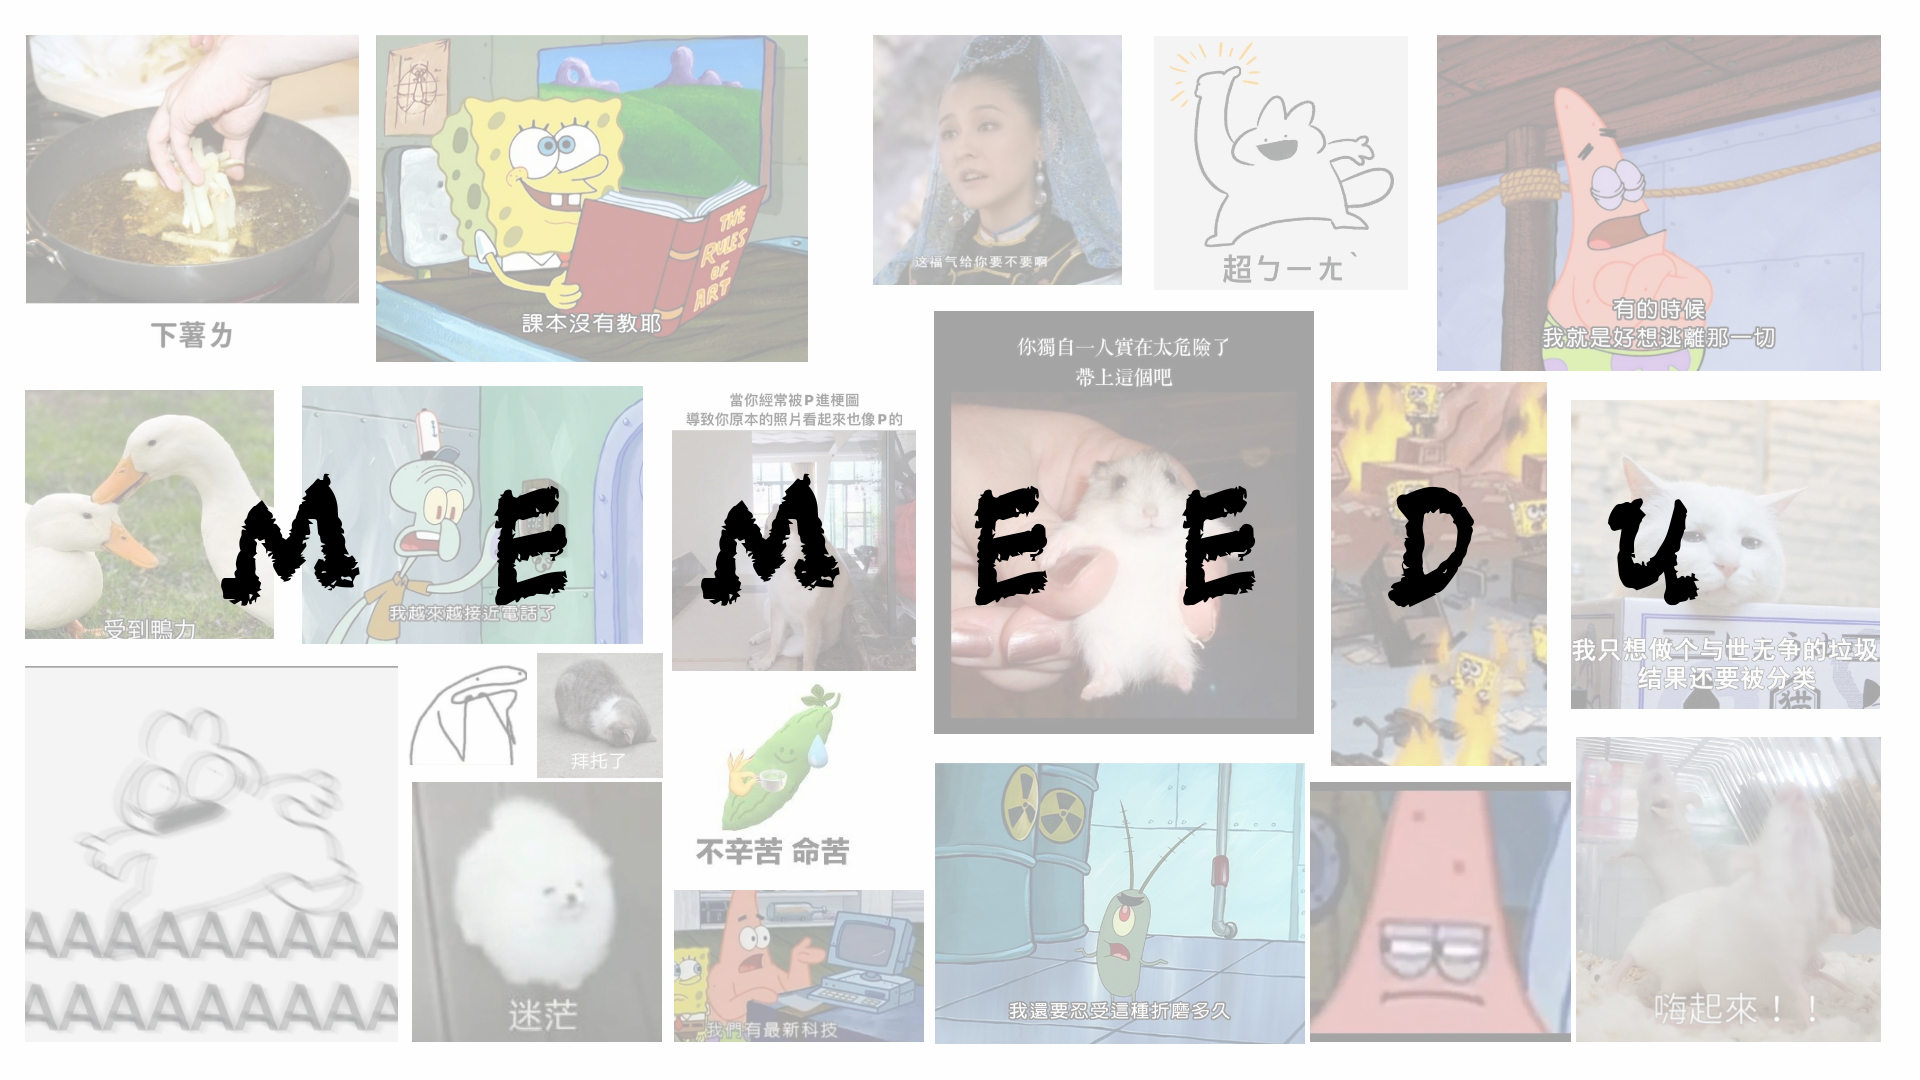 下薯ㄌ
THE
RULES
OF
ART
課本沒有教耶
这福气给你要不要啊
超ㄅㄧㄤˋ
有的時候
我就是好想逃離那一切
你獨自一人實在太危險了
帶上這個吧
受到鴨力
我越來越接近電話了
當你經常被P進梗圖
導致你原本的照片看起來也像P的
M E M E E D U
我只想做个与世无争的垃圾
结果还要被分类
AAAAAAAAA
AAAAAAAAA
拜托了
迷茫
不辛苦 命苦
我們有最新科技
我還要忍受這種折磨多久
嗨起來！！